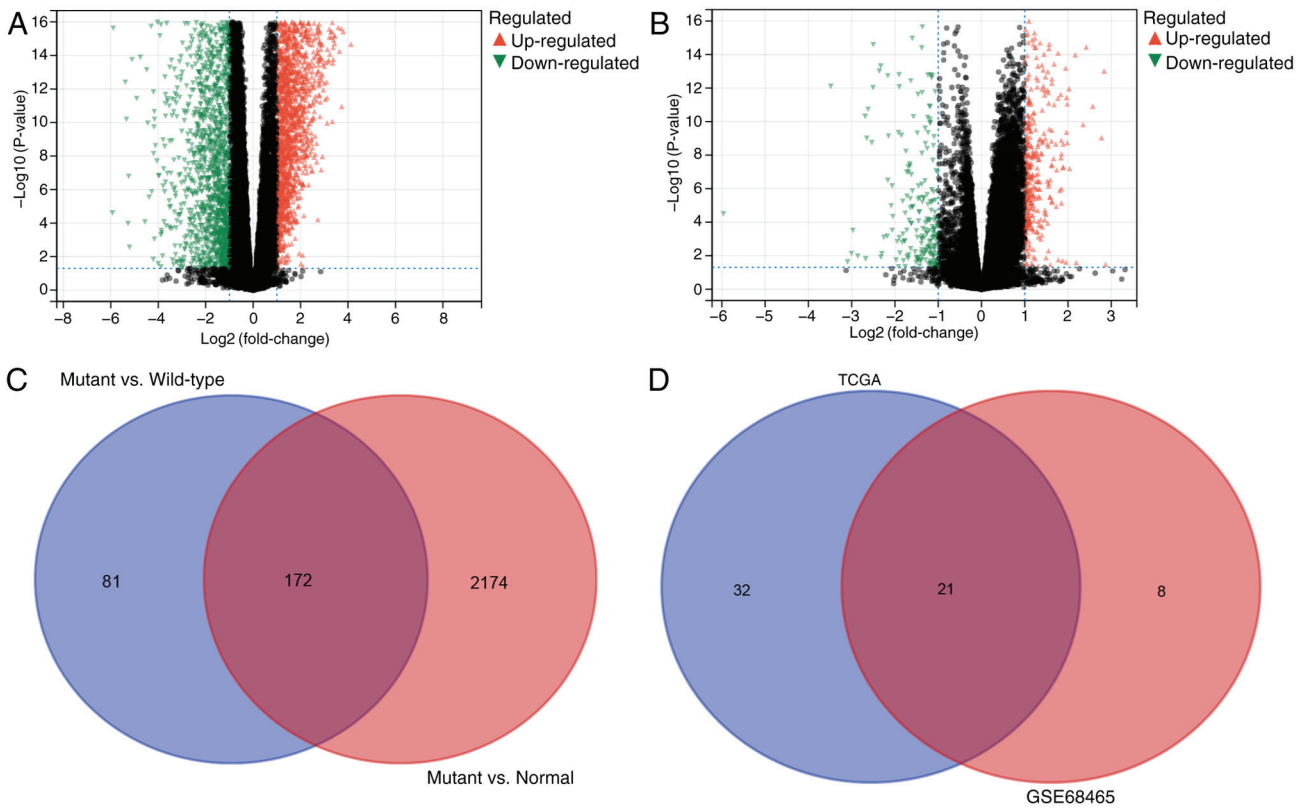 A
Regulated
Up-regulated
Down-regulated
16
14
12
10
8
6
4
2
0
−Log10 (P-value)
−8 −6 −4 −2 0 2 4 6 8
Log2 (fold-change)
B
Regulated
Up-regulated
Down-regulated
16
14
12
10
8
6
4
2
0
−Log10 (P-value)
−6 −5 −4 −3 −2 −1 0 1 2 3
Log2 (fold-change)
C
Mutant vs. Wild-type
81
172
2174
Mutant vs. Normal
D
TCGA
32
21
8
GSE68465